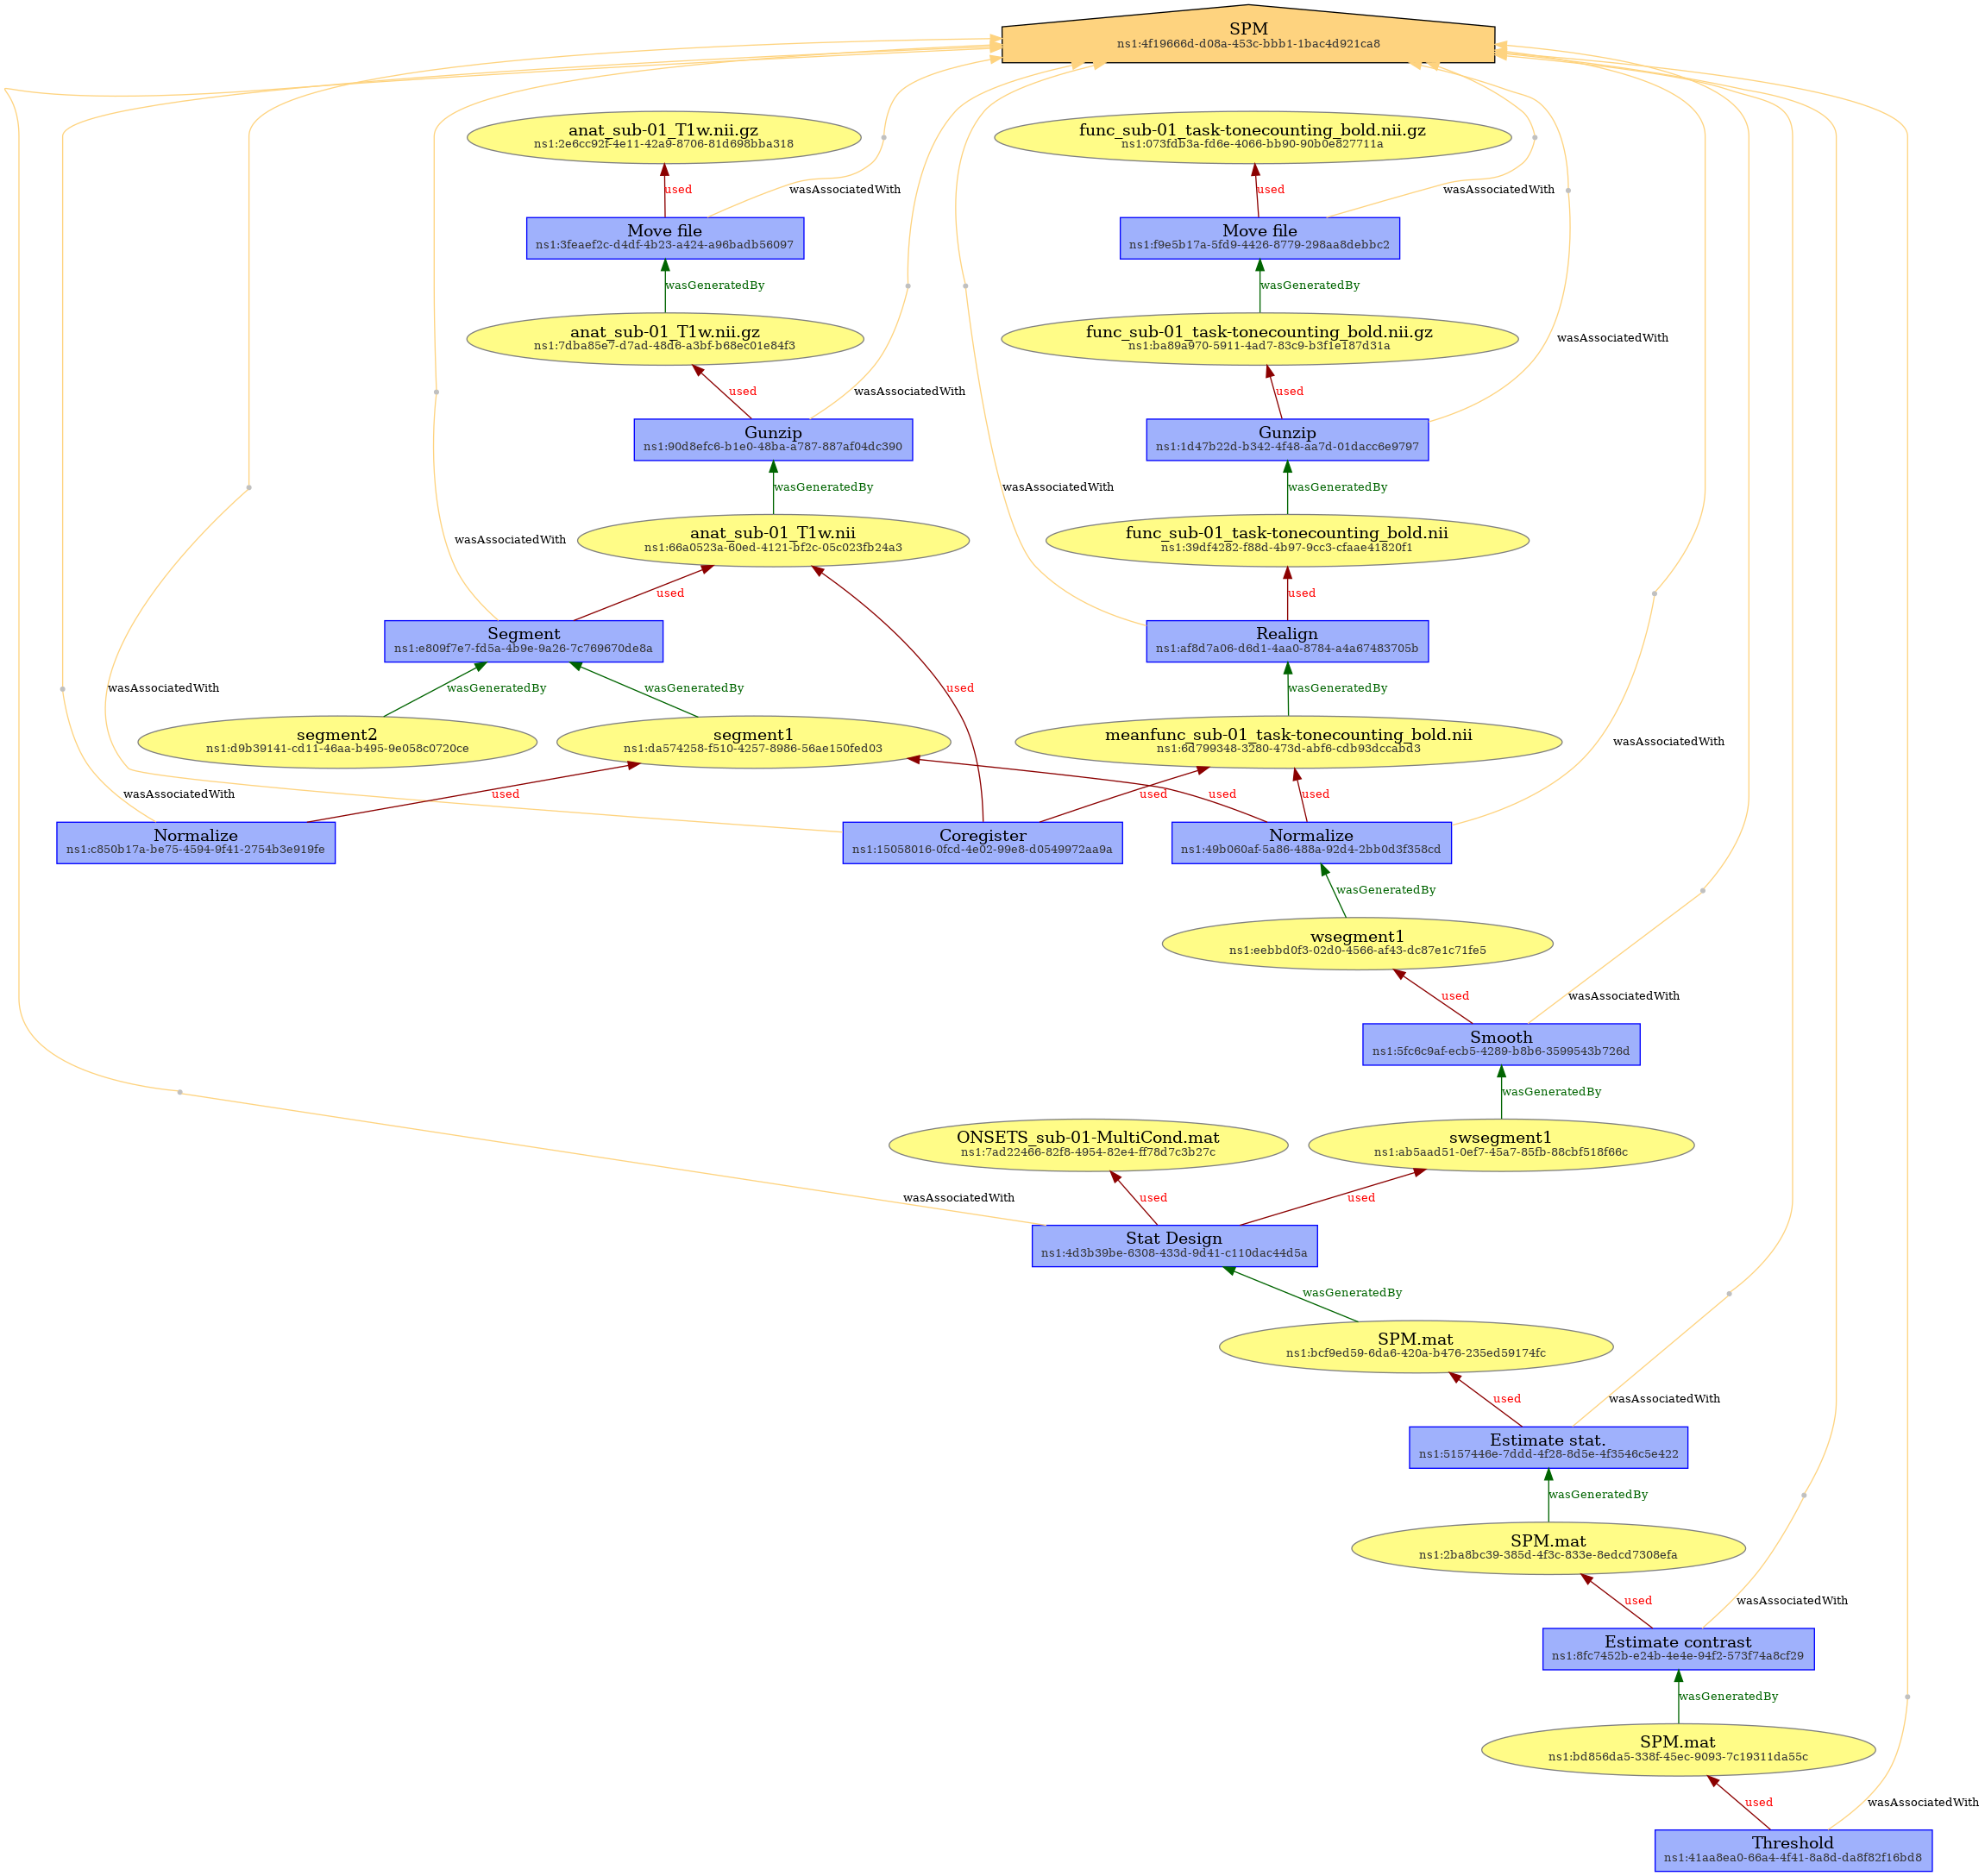 SPM
ns1:4f19666d-d08a-453c-bbb1-1bac4d921ca8
anat_sub-01_T1w.nii.gz
ns1:2e6cc92f-4e11-42a9-8706-81d698bba318
func_sub-01_task-tonecounting_bold.nii.gz
ns1:073fdb3a-fd6e-4066-bb90-90b0e827711a
used
wasAssociatedWith
used
wasAssociatedWith
Move file
ns1:3feaef2c-d4df-4b23-a424-a96badb56097
Move file
ns1:f9e5b17a-5fd9-4426-8779-298aa8debbc2
wasGeneratedBy
wasGeneratedBy
anat_sub-01_T1w.nii.gz
ns1:7dba85e7-d7ad-48d6-a3bf-b68ec01e84f3
func_sub-01_task-tonecounting_bold.nii.gz
ns1:ba89a970-5911-4ad7-83c9-b3f1e187d31a
wasAssociatedWith
used
wasAssociatedWith
used
Gunzip
ns1:90d8efc6-b1e0-48ba-a787-887af04dc390
Gunzip
ns1:1d47b22d-b342-4f48-aa7d-01dacc6e9797
wasGeneratedBy
wasAssociatedWith
wasGeneratedBy
wasAssociatedWith
anat_sub-01_T1w.nii
ns1:66a0523a-60ed-4121-bf2c-05c023fb24a3
func_sub-01_task-tonecounting_bold.nii
ns1:39df4282-f88d-4b97-9cc3-cfaae41820f1
used
used
Segment
ns1:e809f7e7-fd5a-4b9e-9a26-7c769670de8a
Realign
ns1:af8d7a06-d6d1-4aa0-8784-a4a67483705b
wasAssociatedWith
wasGeneratedBy
wasGeneratedBy
used
wasGeneratedBy
segment2
ns1:d9b39141-cd11-46aa-b495-9e058c0720ce
segment1
ns1:da574258-f510-4257-8986-56ae150fed03
meanfunc_sub-01_task-tonecounting_bold.nii
ns1:6d799348-3280-473d-abf6-cdb93dccabd3
wasAssociatedWith
wasAssociatedWith
used
used
used
used
Normalize
ns1:c850b17a-be75-4594-9f41-2754b3e919fe
Coregister
ns1:15058016-0fcd-4e02-99e8-d0549972aa9a
Normalize
ns1:49b060af-5a86-488a-92d4-2bb0d3f358cd
wasGeneratedBy
wsegment1
ns1:eebbd0f3-02d0-4566-af43-dc87e1c71fe5
used
wasAssociatedWith
Smooth
ns1:5fc6c9af-ecb5-4289-b8b6-3599543b726d
wasGeneratedBy
ONSETS_sub-01-MultiCond.mat
ns1:7ad22466-82f8-4954-82e4-ff78d7c3b27c
swsegment1
ns1:ab5aad51-0ef7-45a7-85fb-88cbf518f66c
wasAssociatedWith
used
used
Stat Design
ns1:4d3b39be-6308-433d-9d41-c110dac44d5a
wasGeneratedBy
SPM.mat
ns1:bcf9ed59-6da6-420a-b476-235ed59174fc
used
wasAssociatedWith
Estimate stat.
ns1:5157446e-7ddd-4f28-8d5e-4f3546c5e422
wasGeneratedBy
SPM.mat
ns1:2ba8bc39-385d-4f3c-833e-8edcd7308efa
used
wasAssociatedWith
Estimate contrast
ns1:8fc7452b-e24b-4e4e-94f2-573f74a8cf29
wasGeneratedBy
SPM.mat
ns1:bd856da5-338f-45ec-9093-7c19311da55c
used
wasAssociatedWith
Threshold
ns1:41aa8ea0-66a4-4f41-8a8d-da8f82f16bd8